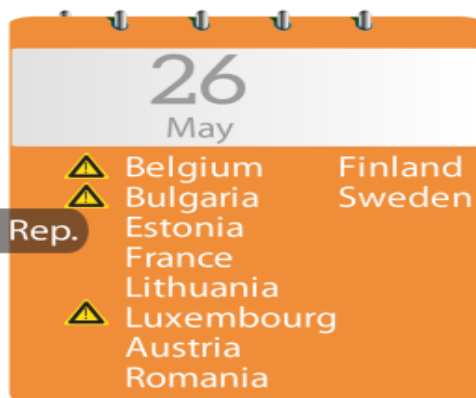 26
May
Belgium Finland
Bulgaria Sweden
Rep. Estonia
France
Lithuania
Luxembourg
Austria
Romania